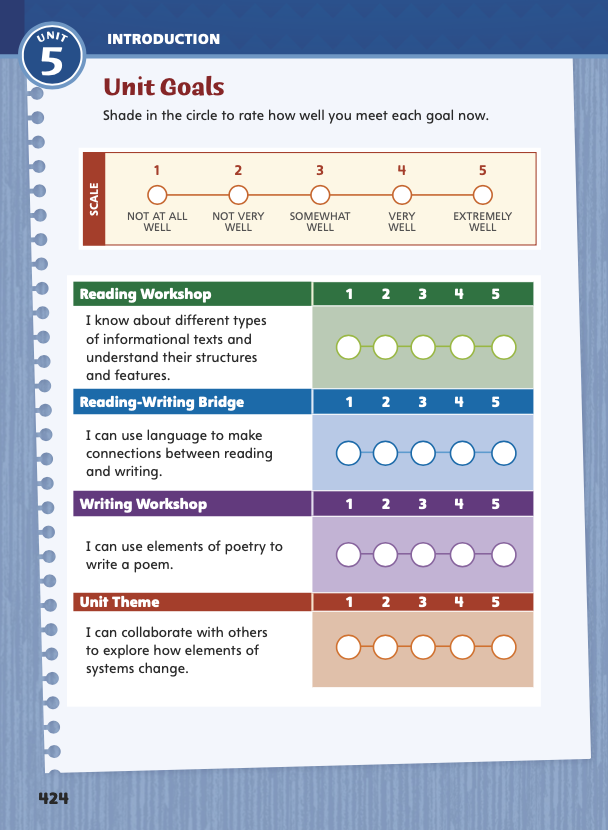 UNIT
5
INTRODUCTION
Unit Goals
Shade in the circle to rate how well you meet each goal now.
SCALE
1 2 3 4 5
NOT AT ALL WELL
NOT VERY WELL
SOMEWHAT WELL
VERY WELL
EXTREMELY WELL
Reading Workshop 1 2 3 4 5
I know about different types
of informational texts and
understand their structures
and features.
Reading-Writing Bridge 1 2 3 4 5
I can use language to make
connections between reading
and writing.
Writing Workshop 1 2 3 4 5
I can use elements of poetry to
write a poem.
Unit Theme 1 2 3 4 5
I can collaborate with others
to explore how elements of
systems change.
424